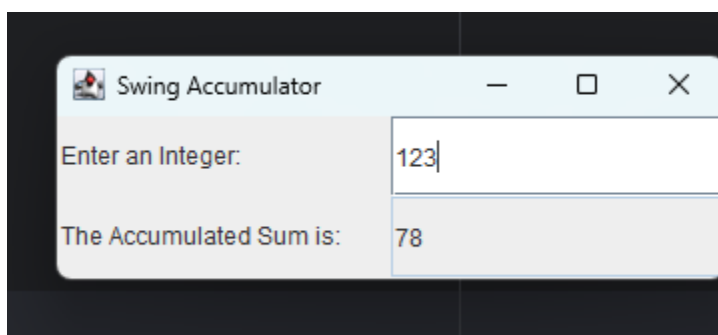 Swing Accumulator
Enter an Integer: 123
The Accumulated Sum is: 78